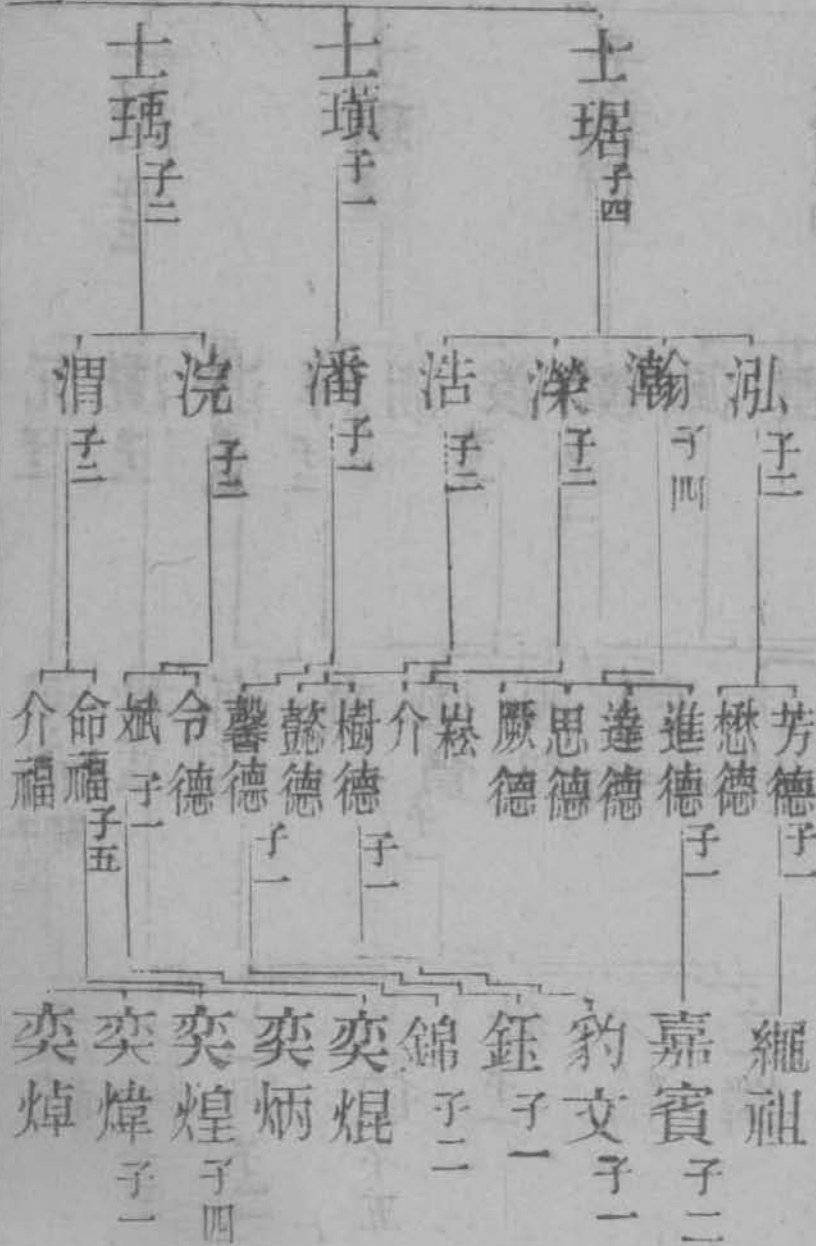 士琚 子四
士璜 子一
士瑀 子二
泓 子二
瀚 子四
濼 子二
浩 子二
潘 子一
浣 子二
渭 子二
芳德 子一
懋德
進德 子一
達德
思德
厥德
崧
介
樹德 子一
懿德
馨德 子一
令德
斌 子一
命福 子五
介福
繩祖
嘉賓 子二
豹文 子一
鈺 子一
錦 子二
奕焜
奕炳
奕煌 子四
奕煒 子一
奕焯